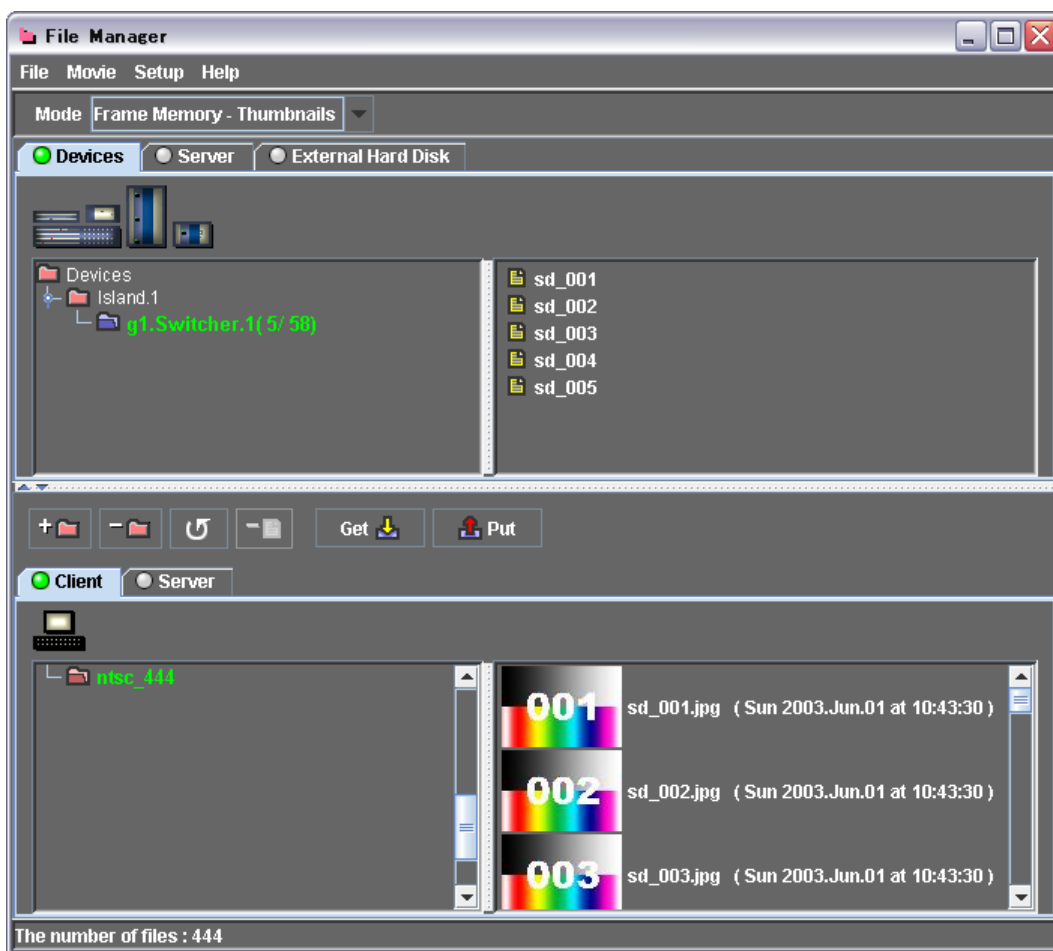 File Manager
File Movie Setup Help
Mode Frame Memory - Thumbnails
Devices Server External Hard Disk
Devices
Island.1
g1.Switcher.1( 5/ 58)
sd_001
sd_002
sd_003
sd_004
sd_005
Get Put
Client Server
ntsc_444
001 sd_001.jpg ( Sun 2003.Jun.01 at 10:43:30 )
002 sd_002.jpg ( Sun 2003.Jun.01 at 10:43:30 )
003 sd_003.jpg ( Sun 2003.Jun.01 at 10:43:30 )
The number of files : 444